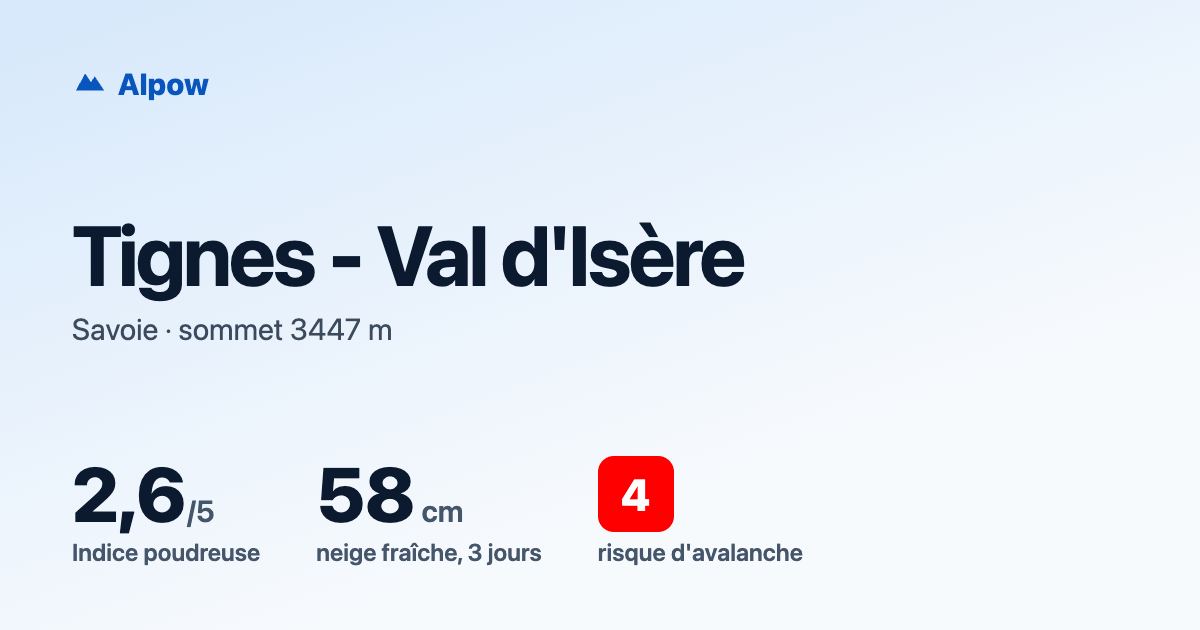 Alpow
Tignes - Val d'Isère
Savoie · sommet 3447 m
2,6/5
Indice poudreuse
58 cm
neige fraîche, 3 jours
4
risque d'avalanche